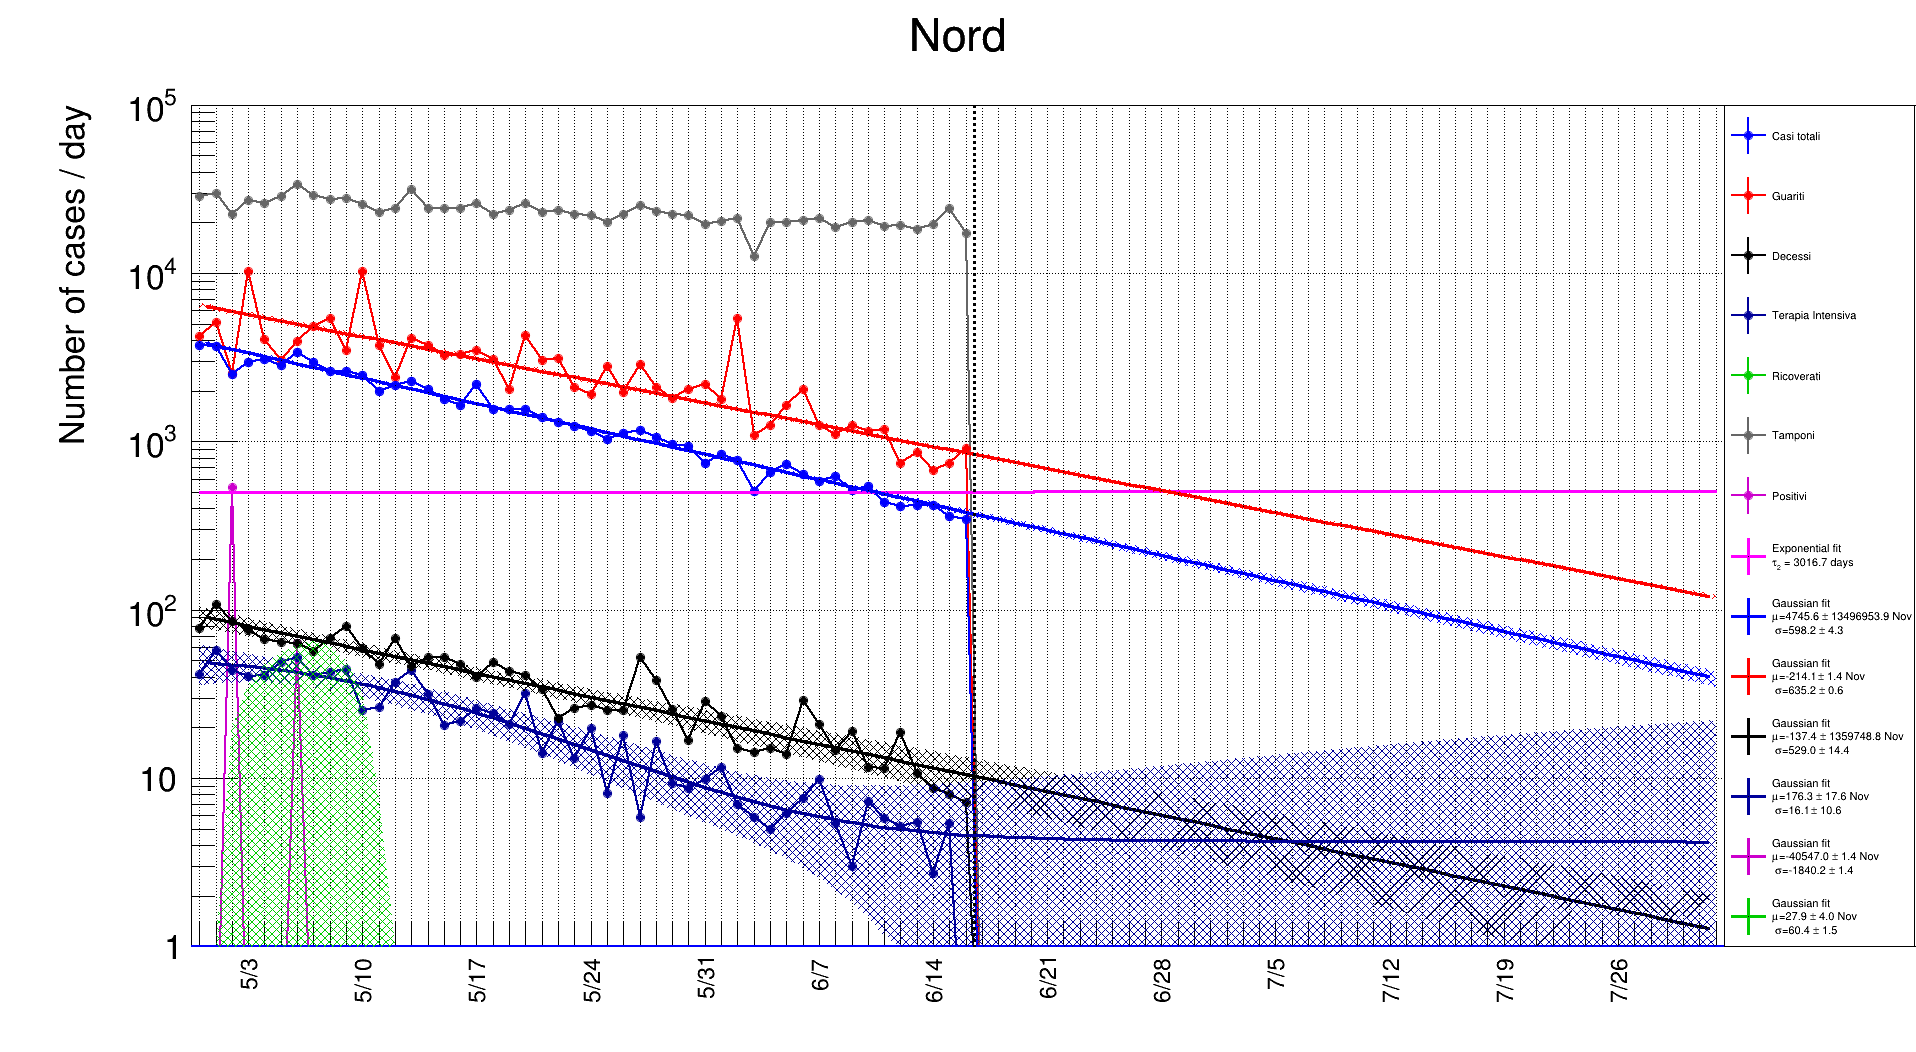 Nord
Number of cases / day
10^5
10^4
10^3
10^2
10
1
5/3
5/10
5/17
5/24
5/31
6/7
6/14
6/21
6/28
7/5
7/12
7/19
7/26
Casi totali
Guariti
Decessi
Terapia Intensiva
Ricoverati
Tamponi
Positivi
Exponential fit
τ₂ = 3016.7 days
Gaussian fit
μ=4745.6 ± 13496953.9 Nov
σ=598.2 ± 4.3
Gaussian fit
μ=-214.1 ± 1.4 Nov
σ=635.2 ± 0.6
Gaussian fit
μ=-137.4 ± 1359748.8 Nov
σ=529.0 ± 14.4
Gaussian fit
μ=176.3 ± 17.6 Nov
σ=16.1 ± 10.6
Gaussian fit
μ=-40547.0 ± 1.4 Nov
σ=-1840.2 ± 1.4
Gaussian fit
μ=27.9 ± 4.0 Nov
σ=60.4 ± 1.5